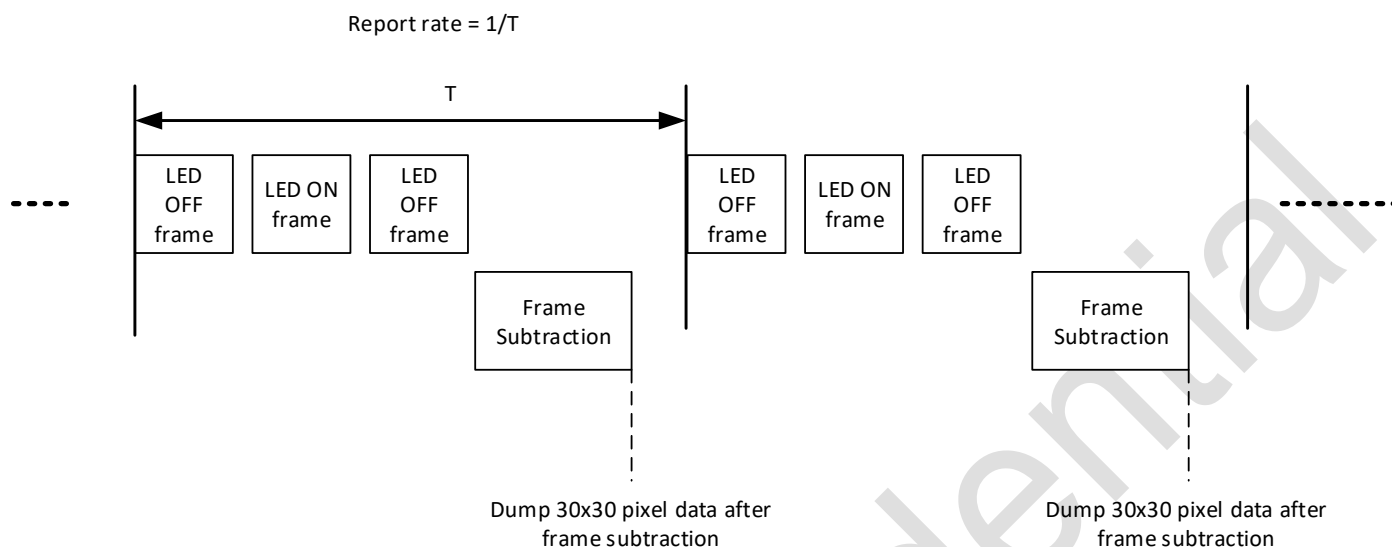 Report rate = 1/T
T
LED
OFF
frame
LED ON
frame
LED
OFF
frame
LED
OFF
frame
LED ON
frame
LED
OFF
frame
Frame
Subtraction
Frame
Subtraction
Dump 30x30 pixel data after
frame subtraction
Dump 30x30 pixel data after
frame subtraction
dential